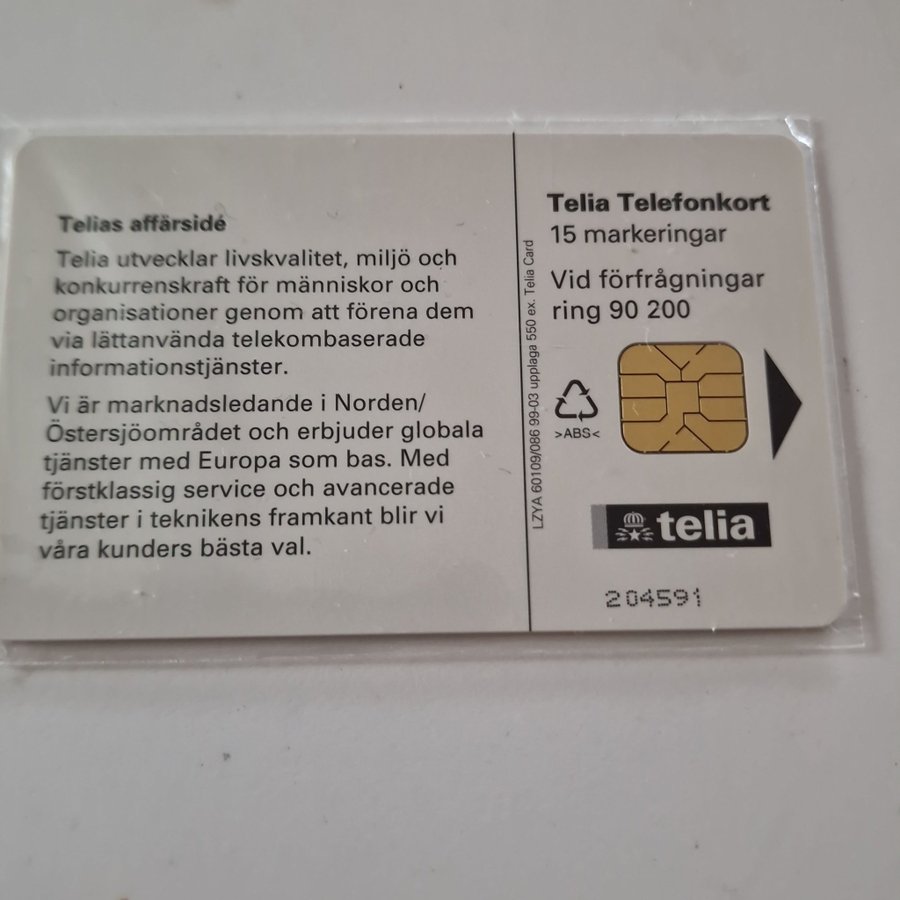 Telias affärsidé
Telia utvecklar livskvalitet, miljö och
konkurrenskraft för människor och
organisationer genom att förena dem
via lättanvända telekombaserade
informationstjänster.
Vi är marknadsledande i Norden/
Östersjöområdet och erbjuder globala
tjänster med Europa som bas. Med
förstklassig service och avancerade
tjänster i teknikens framkant blir vi
våra kunders bästa val.
LZYA 60109/086 99-03 upplaga 550 ex. Telia Card
Telia Telefonkort
15 markeringar
Vid förfrågningar
ring 90 200
>ABS<
telia
204591